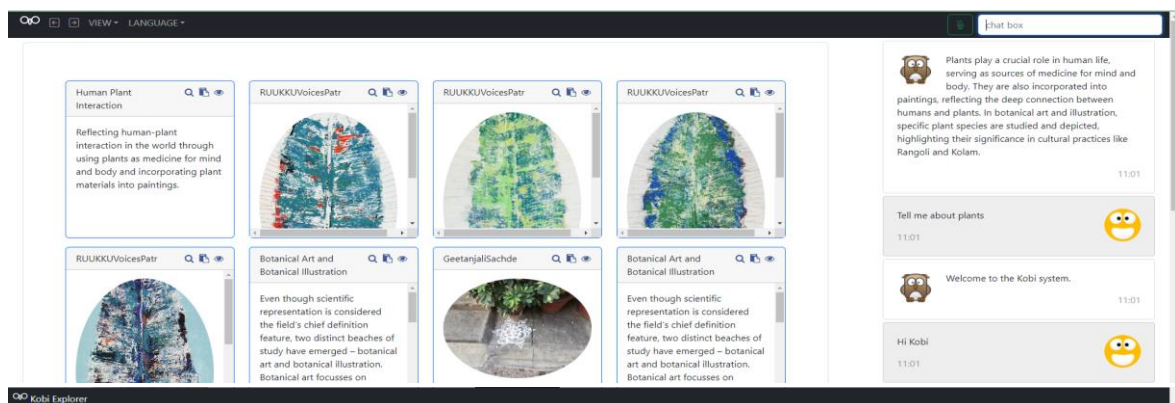 VIEW LANGUAGE
chat box
Human Plant
Interaction
Reflecting human-plant
interaction in the world through
using plants as medicine for mind
and body and incorporating plant
materials into paintings.
RUUKKUVoicesPatr
RUUKKUVoicesPatr
RUUKKUVoicesPatr
RUUKKUVoicesPatr
Botanical Art and
Botanical Illustration
Even though scientific
representation is considered
the field's chief definition
feature, two distinct beaches of
study have emerged – botanical
art and botanical illustration.
Botanical art focusses on
GeetanjaliSachde
Botanical Art and
Botanical Illustration
Even though scientific
representation is considered
the field's chief definition
feature, two distinct beaches of
study have emerged – botanical
art and botanical illustration.
Botanical art focusses on
Plants play a crucial role in human life,
serving as sources of medicine for mind and
body. They are also incorporated into
paintings, reflecting the deep connection between
humans and plants. In botanical art and illustration,
specific plant species are studied and depicted,
highlighting their significance in cultural practices like
Rangoli and Kolam.
11:01
Tell me about plants
11:01
Welcome to the Kobi system.
11:01
Hi Kobi
11:01
Kobi Explorer